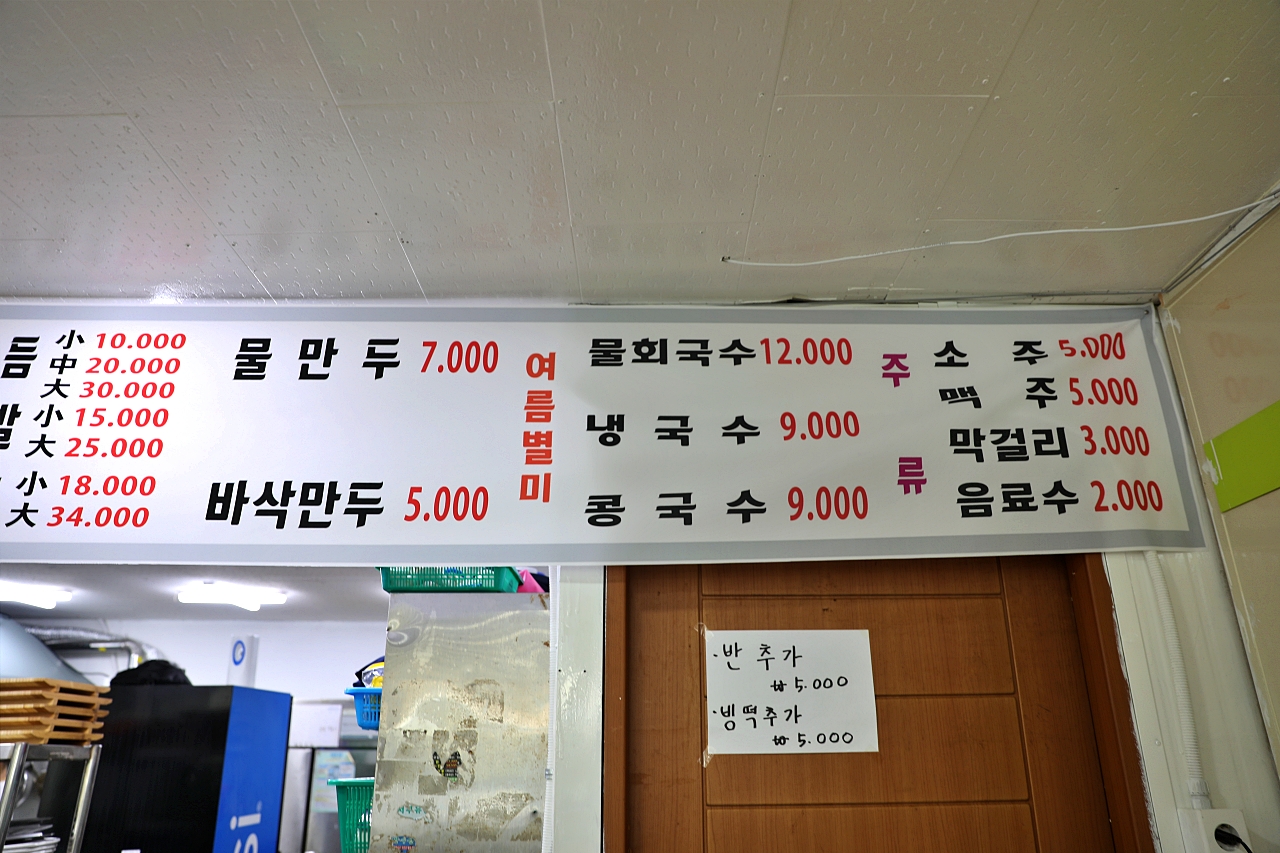 름 小 10.000
中 20.000
大 30.000
小 15.000
大 25.000
小 18.000
大 34.000
물만두 7.000
바삭만두 5.000
여름별미
물회국수 12.000
냉국수 9.000
콩국수 9.000
주류
소주 5.000
맥주 5.000
막걸리 3.000
음료수 2.000
·반 추가
₩5.000
·빙떡추가
₩5.000
si